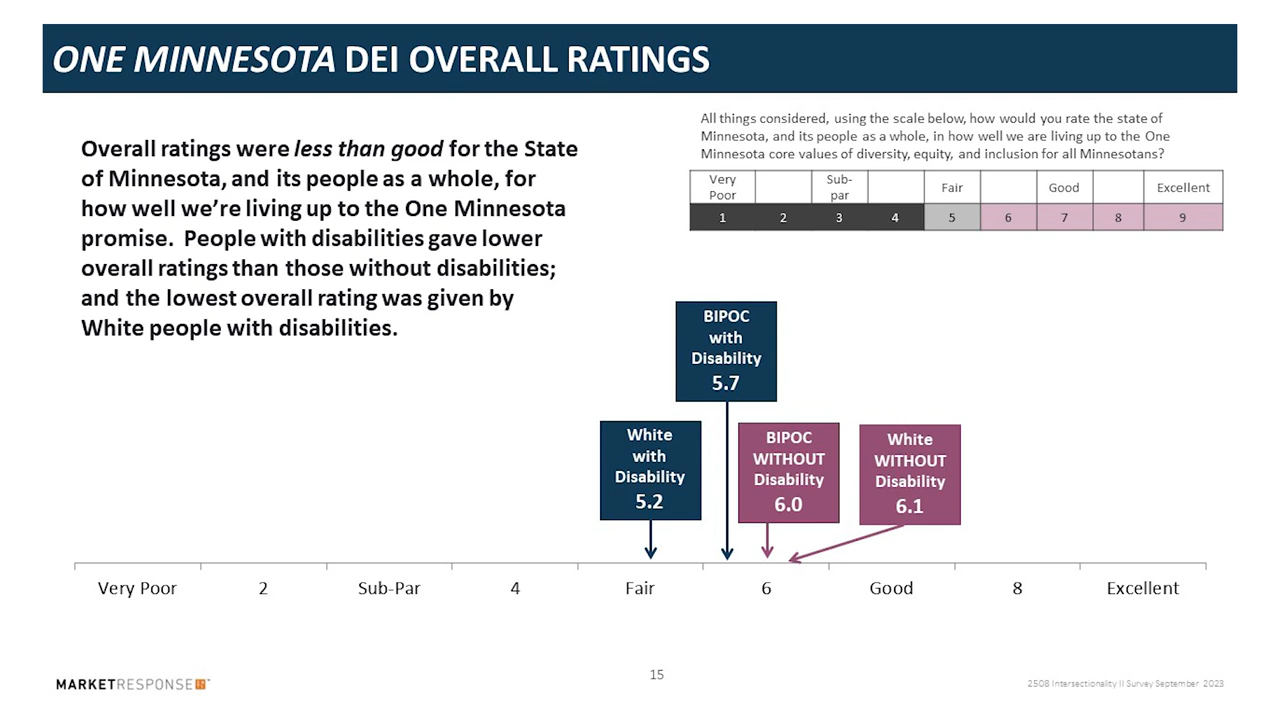 ONE MINNESOTA DEI OVERALL RATINGS
Overall ratings were less than good for the State
of Minnesota, and its people as a whole, for
how well we're living up to the One Minnesota
promise. People with disabilities gave lower
overall ratings than those without disabilities;
and the lowest overall rating was given by
White people with disabilities.
All things considered, using the scale below, how would you rate the state of
Minnesota, and its people as a whole, in how well we are living up to the One
Minnesota core values of diversity, equity, and inclusion for all Minnesotans?
Very Poor Sub-par Fair Good Excellent
1 2 3 4 5 6 7 8 9
BIPOC
with
Disability
5.7
White
with
Disability
5.2
BIPOC
WITHOUT
Disability
6.0
White
WITHOUT
Disability
6.1
Very Poor 2 Sub-Par 4 Fair 6 Good 8 Excellent
MARKETRESPONSE
15
2508 Intersectionality II Survey September 2023